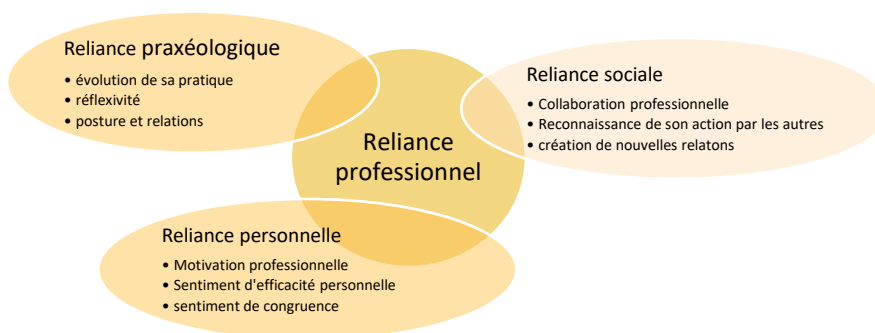 Reliance praxéologique
• évolution de sa pratique
• réflexivité
• posture et relations
Reliance sociale
• Collaboration professionnelle
• Reconnaissance de son action par les autres
• création de nouvelles relatons
Reliance
professionnel
Reliance personnelle
• Motivation professionnelle
• Sentiment d'efficacité personnelle
• sentiment de congruence